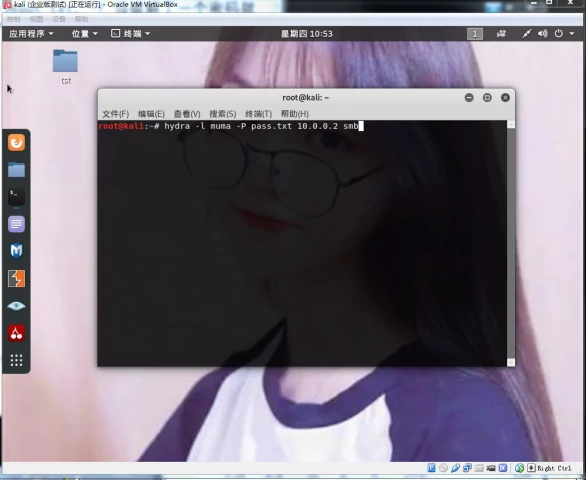 kali (企业版测试) [正在运行] - Oracle VM VirtualBox
控制 视图 设备 帮助
应用程序 位置 终端 星期四 10:53 1
tst
root@kali: ~
文件(F) 编辑(E) 查看(V) 搜索(S) 终端(T) 帮助(H)
root@kali:~# hydra -l muma -P pass.txt 10.0.0.2 smb
Right Ctrl